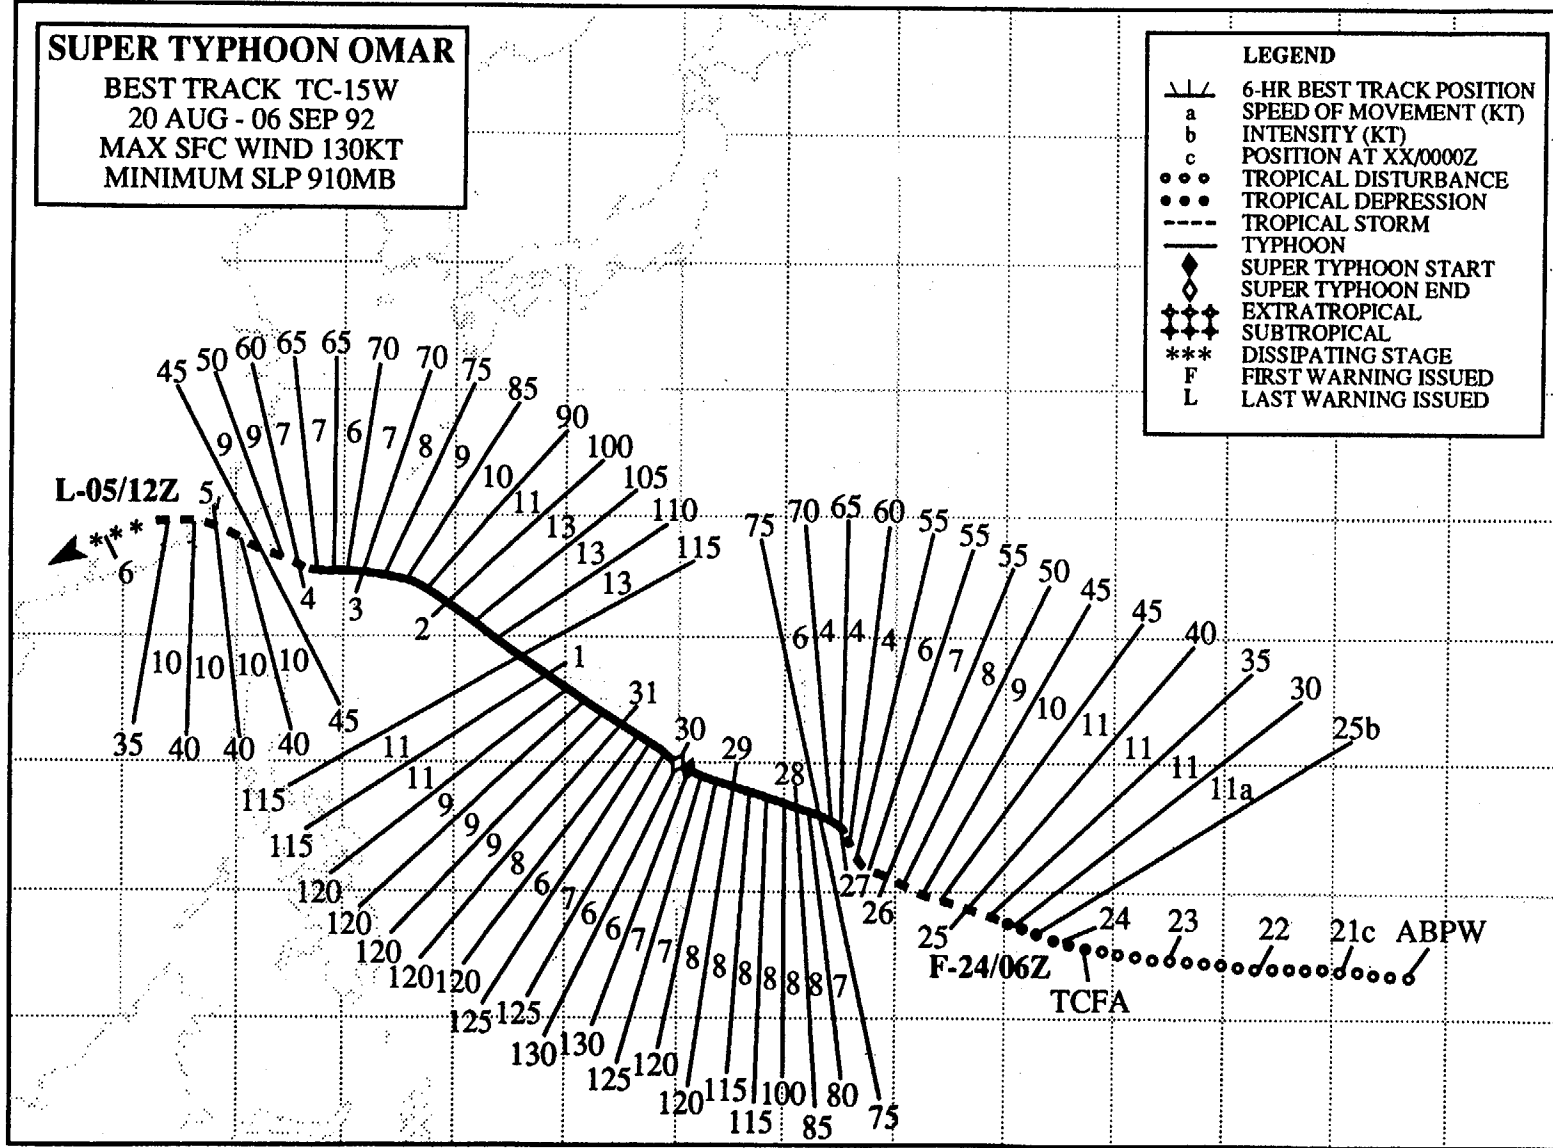 SUPER TYPHOON OMAR
BEST TRACK TC-15W
20 AUG - 06 SEP 92
MAX SFC WIND 130KT
MINIMUM SLP 910MB
LEGEND
6-HR BEST TRACK POSITION
a SPEED OF MOVEMENT (KT)
b INTENSITY (KT)
c POSITION AT XX/0000Z
TROPICAL DISTURBANCE
TROPICAL DEPRESSION
TROPICAL STORM
TYPHOON
SUPER TYPHOON START
SUPER TYPHOON END
EXTRATROPICAL
SUBTROPICAL
*** DISSIPATING STAGE
F FIRST WARNING ISSUED
L LAST WARNING ISSUED
45 50 60 65 65 70 70 75 85 90 100 105 110 115
9 9 7 7 6 7 8 9 10 11 13 13 13
L-05/12Z
***
6 5 4 3 2 1 31 30 29 28 27 26 25 24 23 22 21c ABPW
75 70 65 60 55 55 55 50 45 45 40 35 30 25b
6 4 4 4 6 7 8 9 10 11 11 11 11a
10 10 10 10
35 40 40 40 45
11 11 9 9 9 8 6 7 6 6 7 7 8 8 8 8 8 8 7
115 115 120 120 120 120 120 125 125 130 130 125 120 120 115 115 100 85 80 75
F-24/06Z
TCFA